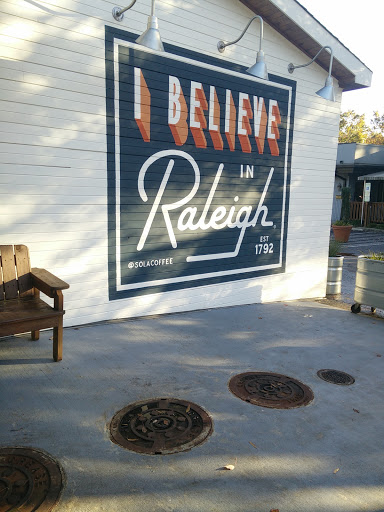 I BELIEVE
IN
Raleigh
EST
1792
@SOLACOFFEE